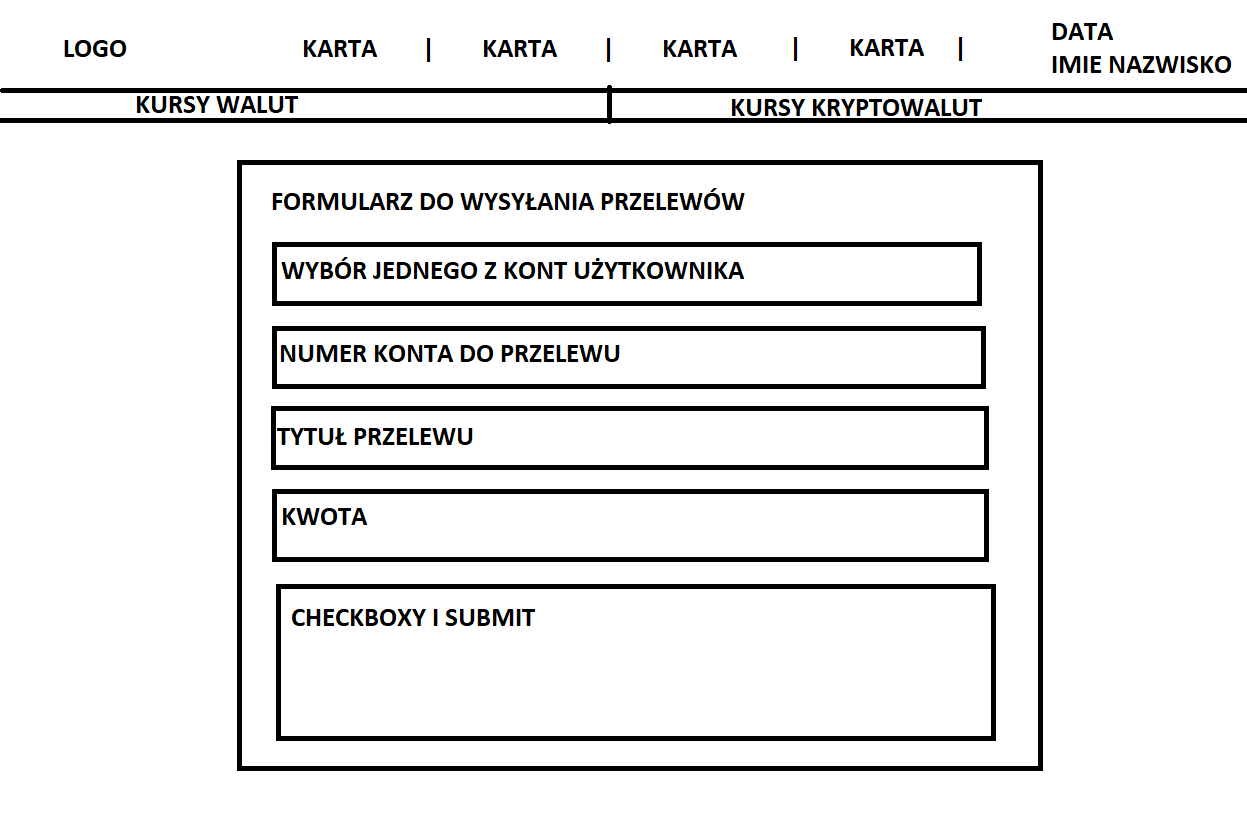 LOGO KARTA | KARTA | KARTA | KARTA | DATA
IMIE NAZWISKO
KURSY WALUT KURSY KRYPTOWALUT
FORMULARZ DO WYSYŁANIA PRZELEWÓW
WYBÓR JEDNEGO Z KONT UŻYTKOWNIKA
NUMER KONTA DO PRZELEWU
TYTUŁ PRZELEWU
KWOTA
CHECKBOXY I SUBMIT